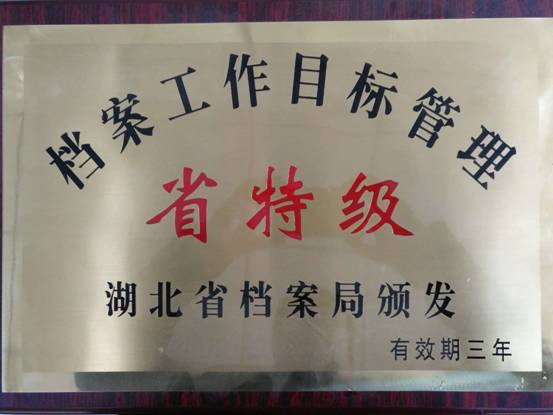 档案工作目标管理
省特级
湖北省档案局颁发
有效期三年